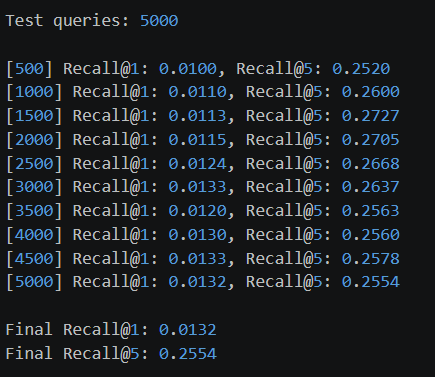 Test queries: 5000
[500] Recall@1: 0.0100, Recall@5: 0.2520
[1000] Recall@1: 0.0110, Recall@5: 0.2600
[1500] Recall@1: 0.0113, Recall@5: 0.2727
[2000] Recall@1: 0.0115, Recall@5: 0.2705
[2500] Recall@1: 0.0124, Recall@5: 0.2668
[3000] Recall@1: 0.0133, Recall@5: 0.2637
[3500] Recall@1: 0.0120, Recall@5: 0.2563
[4000] Recall@1: 0.0130, Recall@5: 0.2560
[4500] Recall@1: 0.0133, Recall@5: 0.2578
[5000] Recall@1: 0.0132, Recall@5: 0.2554
Final Recall@1: 0.0132
Final Recall@5: 0.2554